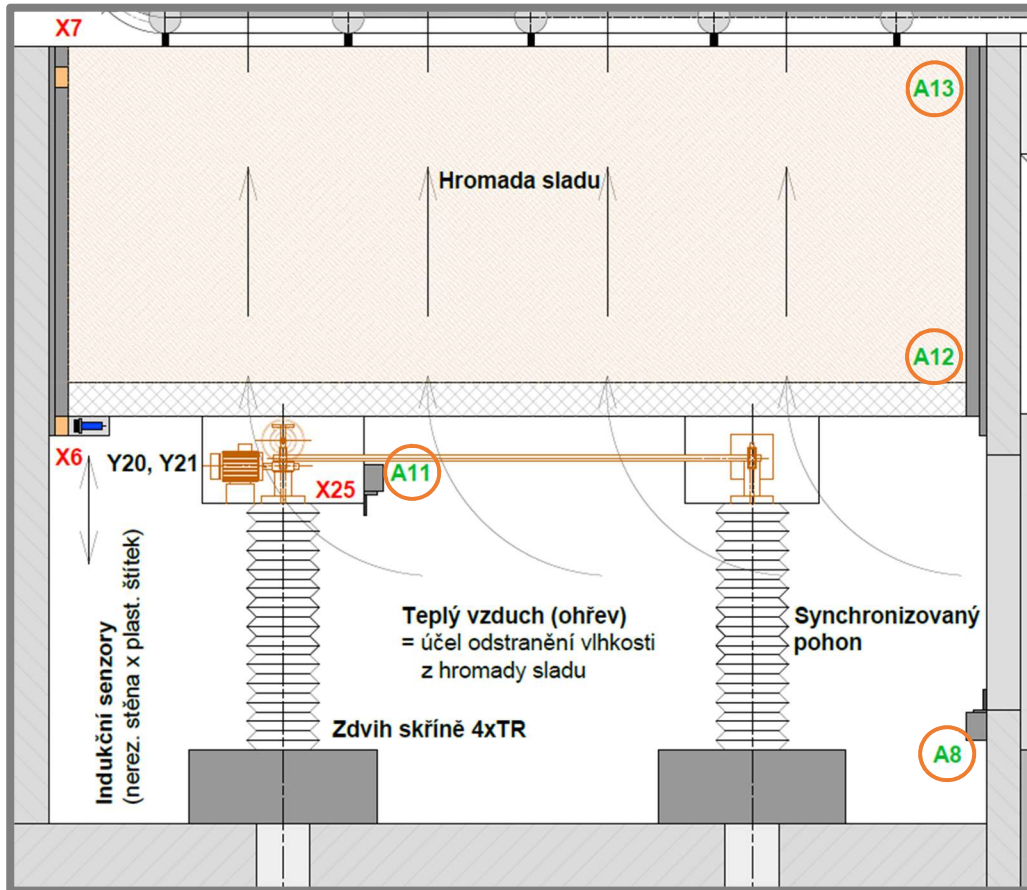 X7
A13
Hromada sladu
A12
X6
Y20, Y21
X25
A11
Indukční senzory
(nerez. stěna x plast. štítek)
Teplý vzduch (ohřev)
= účel odstranění vlhkosti
z hromady sladu
Synchronizovaný
pohon
Zdvih skříně 4xTR
A8